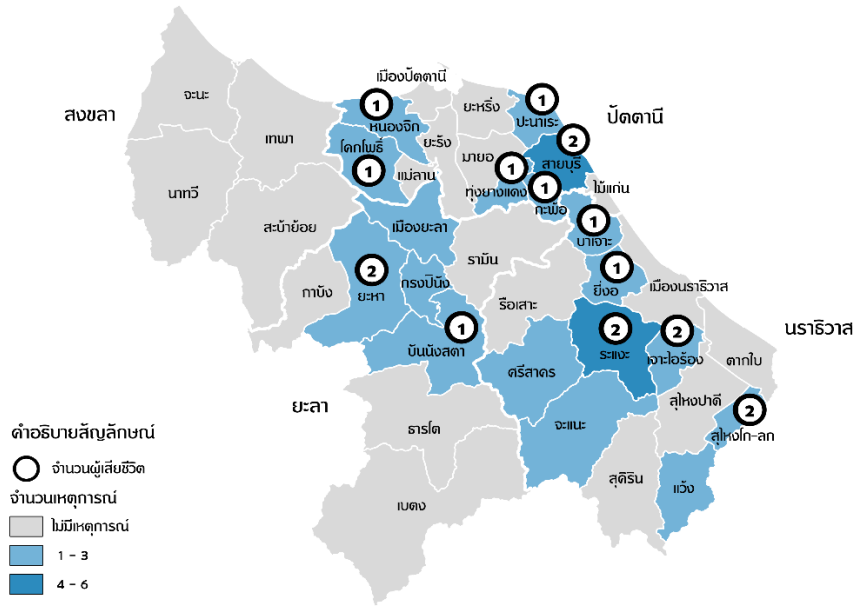 เมืองปัตตานี
สงขลา
จะนะ
1
หนองจิก
ยะหริ่ง
1
ปะนาเระ
ปัตตานี
เทพา
โคกโพธิ์
1
ยะรัง
มายอ
2
สายบุรี
แม่ลาน
1
ทุ่งยางแดง
1
กะพ้อ
ไม้แก่น
นาทวี
สะบ้าย้อย
เมืองยะลา
1
บาเจาะ
รามัน
2
ยะหา
กรงปินัง
1
ยี่งอ
เมืองนราธิวาส
กาบัง
รือเสาะ
นราธิวาส
1
บันนังสตา
2
ระแงะ
2
เจาะไอร้อง
ตากใบ
ศรีสาคร
ยะลา
สุไหงปาดี
2
สุไหงโก-ลก
ธารโต
จะแนะ
สุคิริน
แว้ง
เบตง
คำอธิบายสัญลักษณ์
จำนวนผู้เสียชีวิต
จำนวนเหตุการณ์
ไม่มีเหตุการณ์
1 - 3
4 - 6